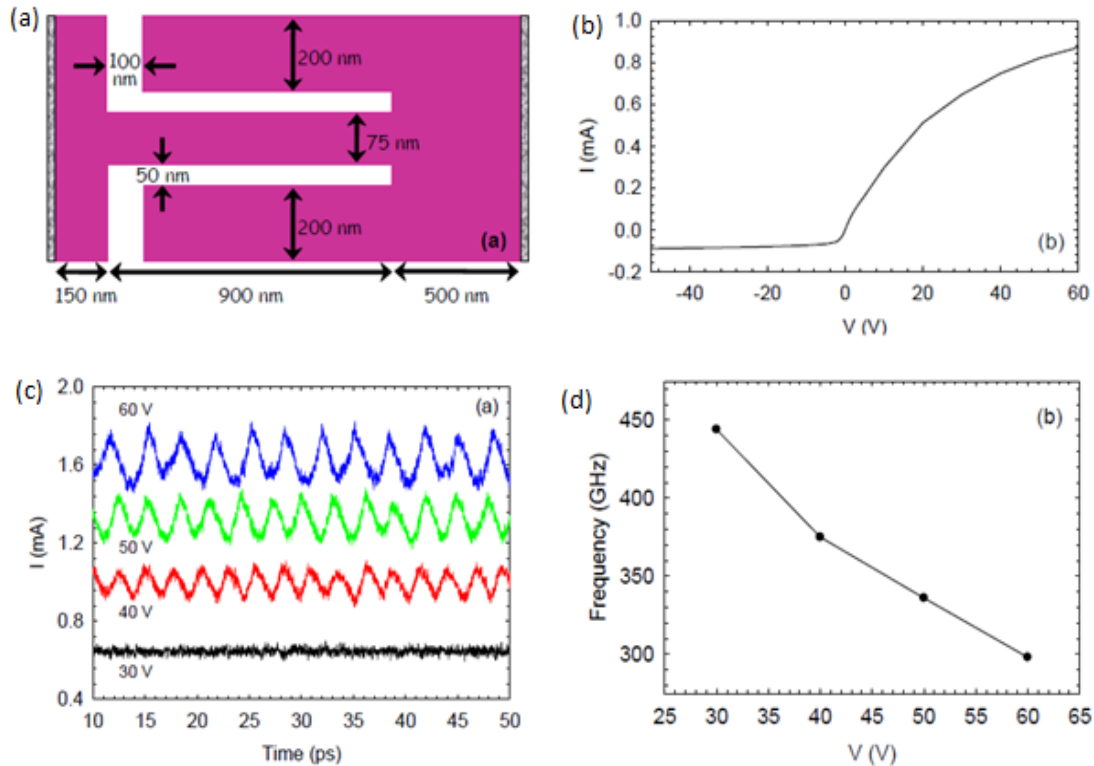 (a)
100
nm
200 nm
75 nm
50 nm
200 nm
(a)
150 nm
900 nm
500 nm
(b)
1.0
0.8
0.6
0.4
0.2
0.0
-0.2
I (mA)
(b)
-40
-20
0
20
40
60
V (V)
(c)
2.0
1.6
1.2
0.8
0.4
I (mA)
(a)
60 V
50 V
40 V
30 V
10
15
20
25
30
35
40
45
50
Time (ps)
(d)
450
400
350
300
Frequency (GHz)
(b)
25
30
35
40
45
50
55
60
65
V (V)